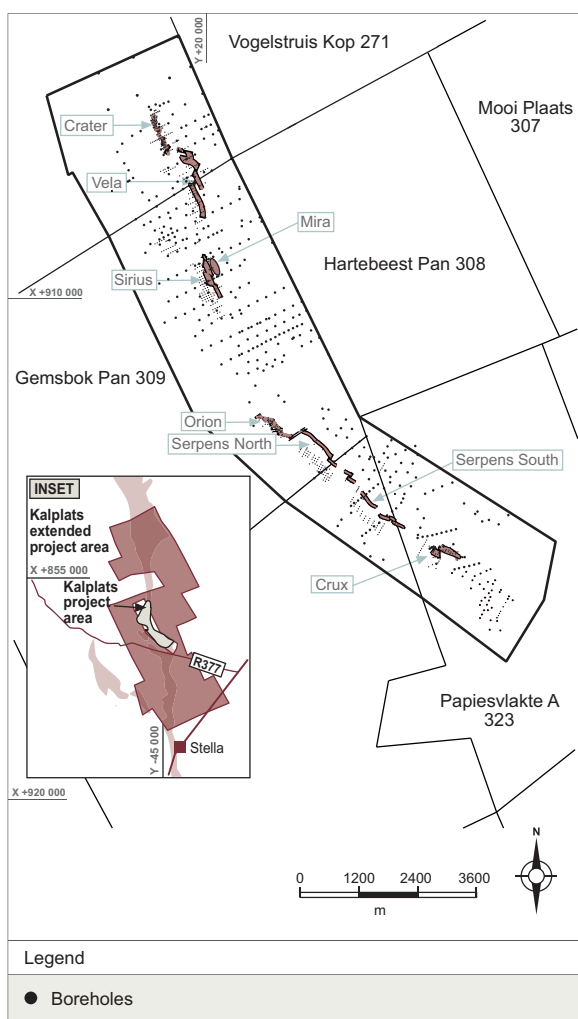 Y +20 000
Vogelstruis Kop 271
Mooi Plaats
307
Crater
Vela
Mira
Hartebeest Pan 308
Sirius
X +910 000
Gemsbok Pan 309
Orion
Serpens North
Serpens South
Crux
INSET
Kalplats
extended
project area
X +855 000
Kalplats
project
area
R377
Y -45 000
Stella
Papiesvlakte A
323
X +920 000
N
0 1200 2400 3600
m
Legend
Boreholes